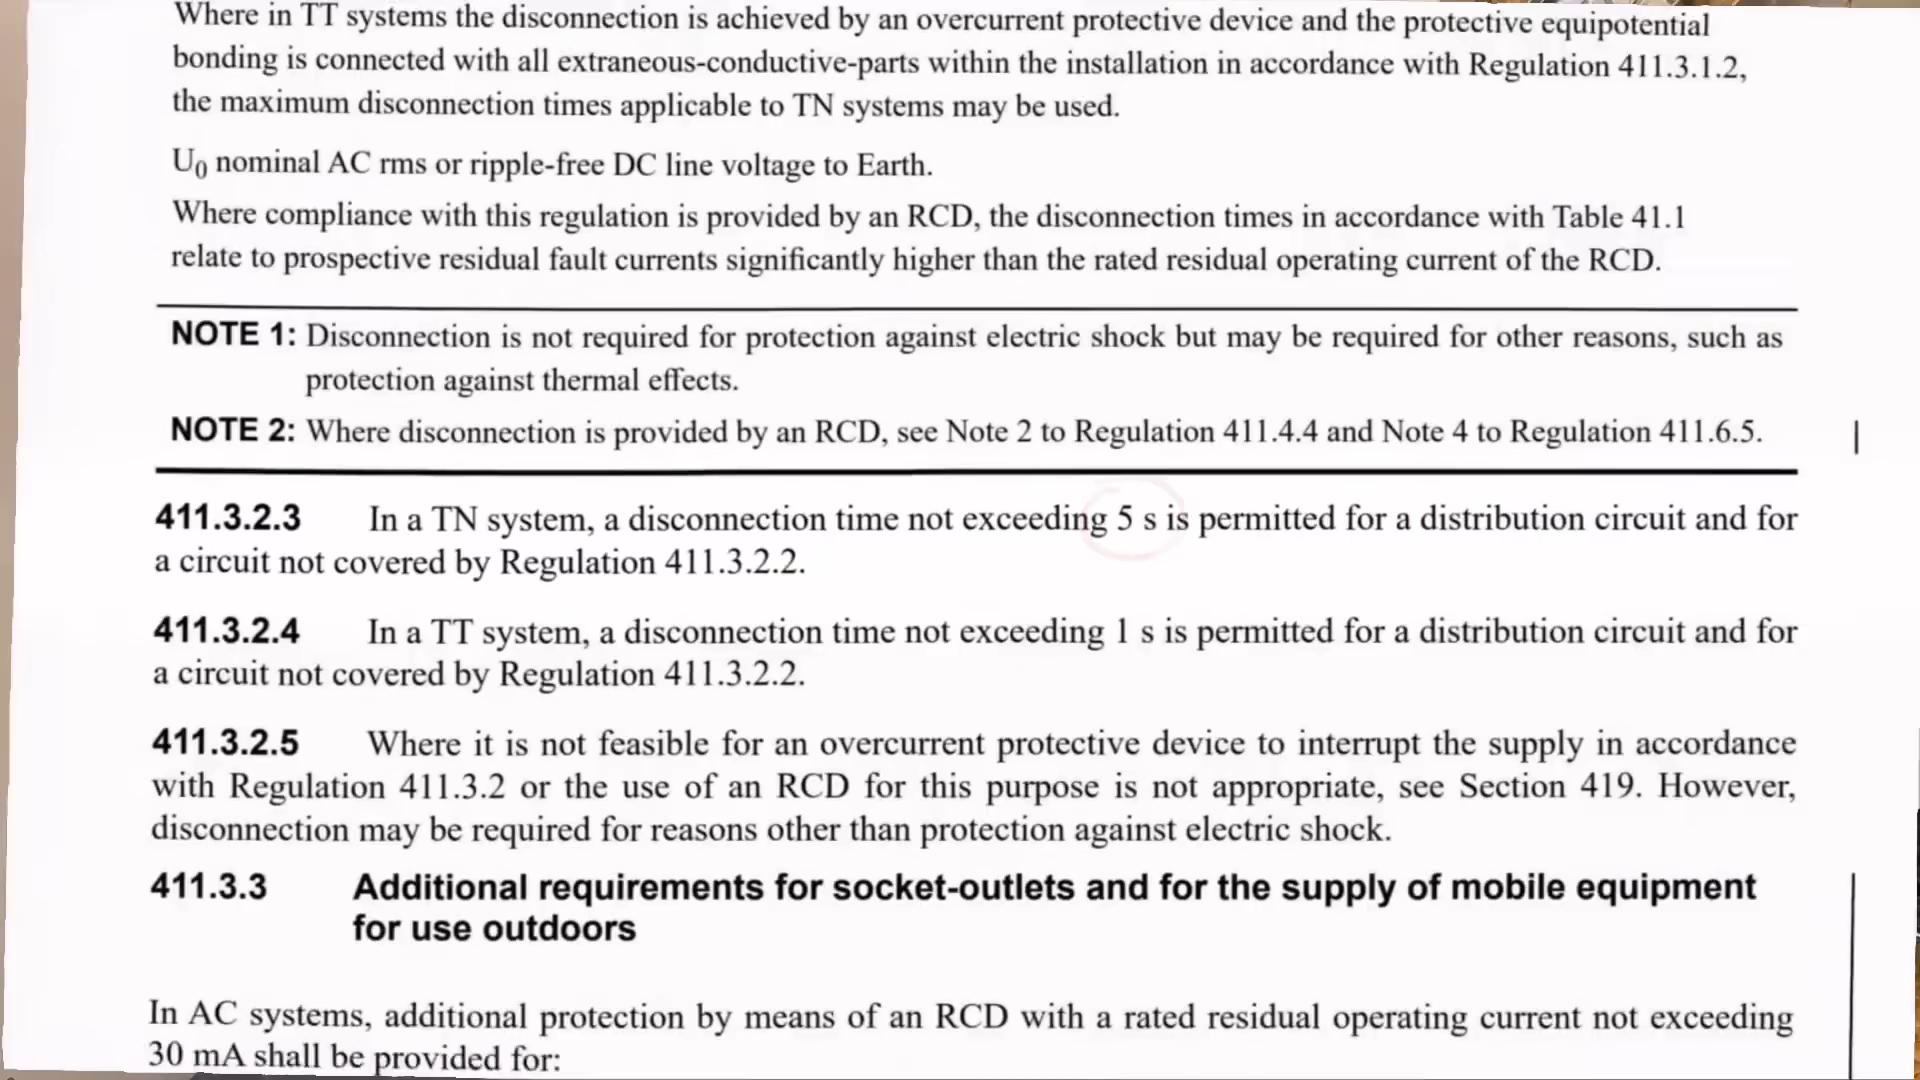 Where in TT systems the disconnection is achieved by an overcurrent protective device and the protective equipotential
bonding is connected with all extraneous-conductive-parts within the installation in accordance with Regulation 411.3.1.2,
the maximum disconnection times applicable to TN systems may be used.
U0 nominal AC rms or ripple-free DC line voltage to Earth.
Where compliance with this regulation is provided by an RCD, the disconnection times in accordance with Table 41.1
relate to prospective residual fault currents significantly higher than the rated residual operating current of the RCD.
NOTE 1: Disconnection is not required for protection against electric shock but may be required for other reasons, such as
protection against thermal effects.
NOTE 2: Where disconnection is provided by an RCD, see Note 2 to Regulation 411.4.4 and Note 4 to Regulation 411.6.5.
411.3.2.3 In a TN system, a disconnection time not exceeding 5 s is permitted for a distribution circuit and for
a circuit not covered by Regulation 411.3.2.2.
411.3.2.4 In a TT system, a disconnection time not exceeding 1 s is permitted for a distribution circuit and for
a circuit not covered by Regulation 411.3.2.2.
411.3.2.5 Where it is not feasible for an overcurrent protective device to interrupt the supply in accordance
with Regulation 411.3.2 or the use of an RCD for this purpose is not appropriate, see Section 419. However,
disconnection may be required for reasons other than protection against electric shock.
411.3.3 Additional requirements for socket-outlets and for the supply of mobile equipment
for use outdoors
In AC systems, additional protection by means of an RCD with a rated residual operating current not exceeding
30 mA shall be provided for: